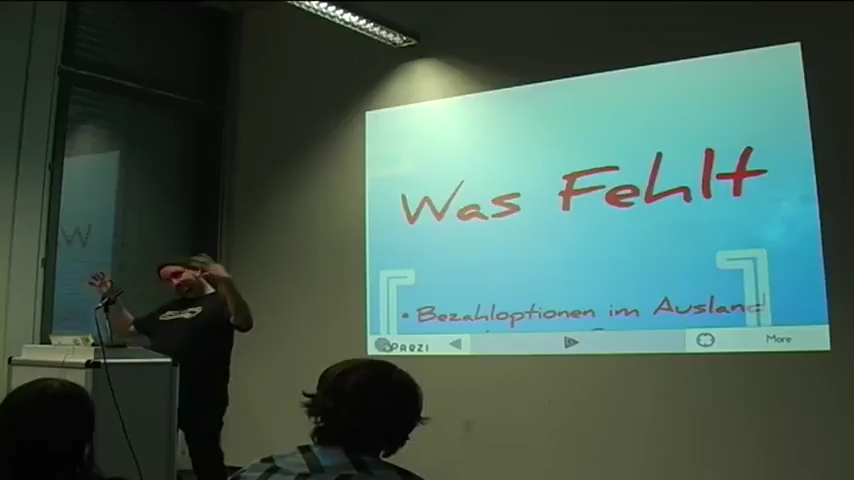 Was Fehlt
• Bezahloptionen im Ausland
PREZI
More
W